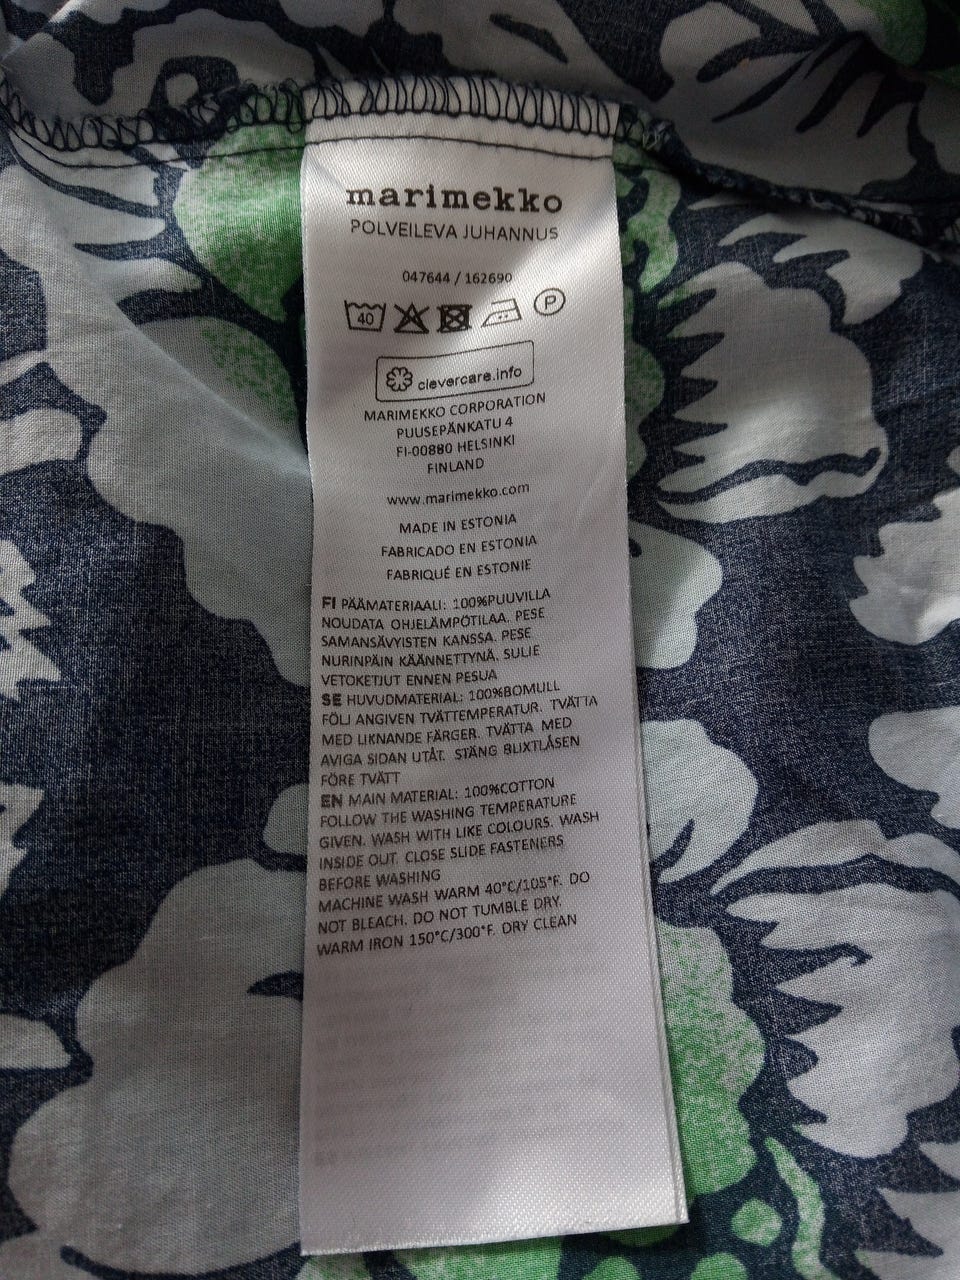 marimekko
POLVEILEVA JUHANNUS
047644 / 162690
40 P
clevercare.info
MARIMEKKO CORPORATION
PUUSEPÄNKATU 4
FI-00880 HELSINKI
FINLAND
www.marimekko.com
MADE IN ESTONIA
FABRICADO EN ESTONIA
FABRIQUÉ EN ESTONIE
FI PÄÄMATERIAALI: 100%PUUVILLA
NOUDATA OHJELÄMPÖTILAA. PESE
SAMANSÄVYISTEN KANSSA. PESE
NURINPÄIN KÄÄNNETTYNÄ. SULJE
VETOKETJUT ENNEN PESUA
SE HUVUDMATERIAL: 100%BOMULL
FÖLJ ANGIVEN TVÄTTEMPERATUR. TVÄTTA
MED LIKNANDE FÄRGER. TVÄTTA MED
AVIGA SIDAN UTÅT. STÄNG BLIXTLÅSEN
FÖRE TVÄTT
EN MAIN MATERIAL: 100%COTTON
FOLLOW THE WASHING TEMPERATURE
GIVEN. WASH WITH LIKE COLOURS. WASH
INSIDE OUT. CLOSE SLIDE FASTENERS
BEFORE WASHING
MACHINE WASH WARM 40°C/105°F. DO
NOT BLEACH. DO NOT TUMBLE DRY.
WARM IRON 150°C/300°F. DRY CLEAN